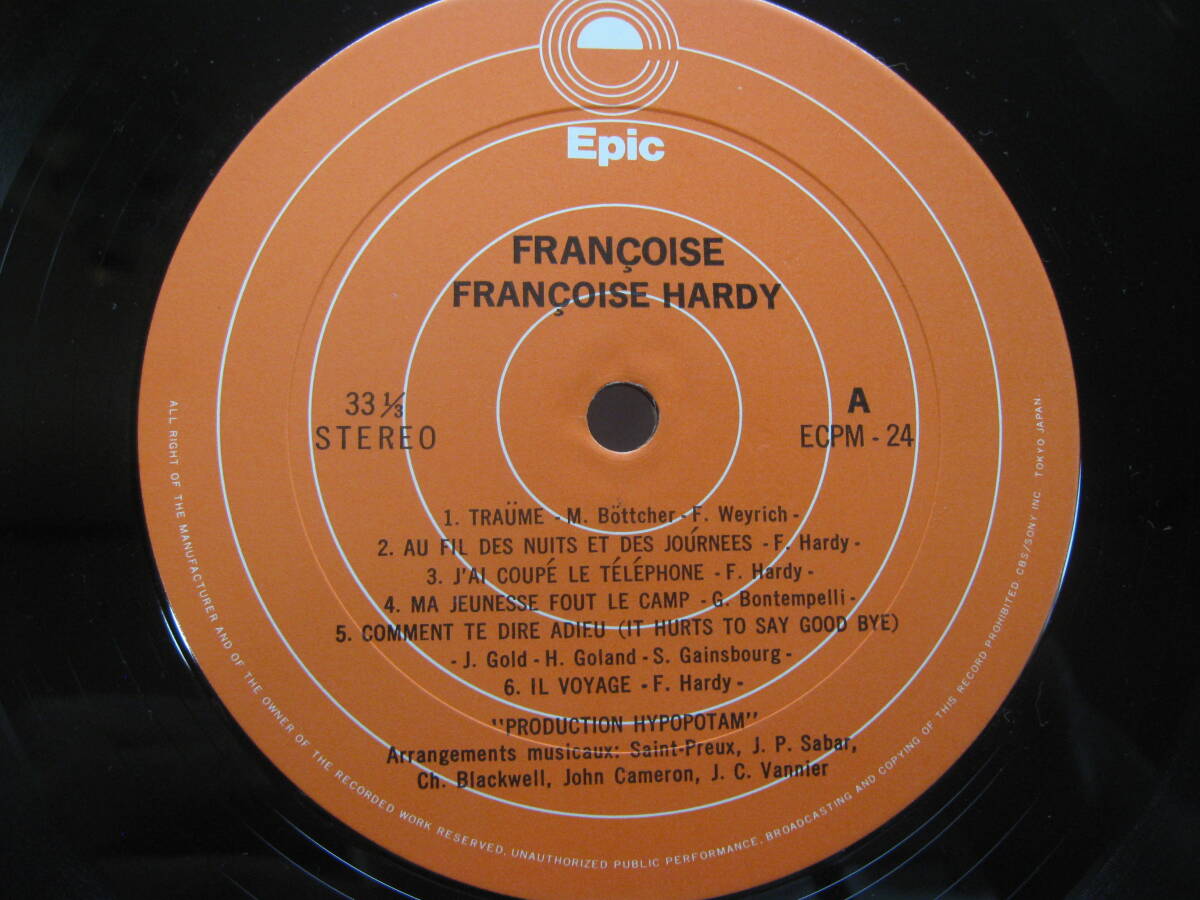 Epic
FRANÇOISE
FRANÇOISE HARDY
33 ⅓
STEREO
A
ECPM - 24
1. TRAÜME - M. Böttcher - F. Weyrich -
2. AU FIL DES NUITS ET DES JOÚRNEES - F. Hardy -
3. J'AI COUPÉ LE TÉLÉPHONE - F. Hardy -
4. MA JEUNESSE FOUT LE CAMP - G. Bontempelli -
5. COMMENT TE DIRE ADIEU (IT HURTS TO SAY GOOD BYE)
- J. Gold - H. Goland - S. Gainsbourg -
6. IL VOYAGE - F. Hardy -
"PRODUCTION HYPOPOTAM"
Arrangements musicaux: Saint-Preux, J. P. Sabar,
Ch. Blackwell, John Cameron, J. C. Vannier
ALL RIGHT OF THE MANUFACTURER AND OF THE OWNER OF THE RECORDED WORK RESERVED. UNAUTHORIZED PUBLIC PERFORMANCE, BROADCASTING AND COPYING OF THIS RECORD PROHIBITED. CBS/SONY INC. TOKYO JAPAN.